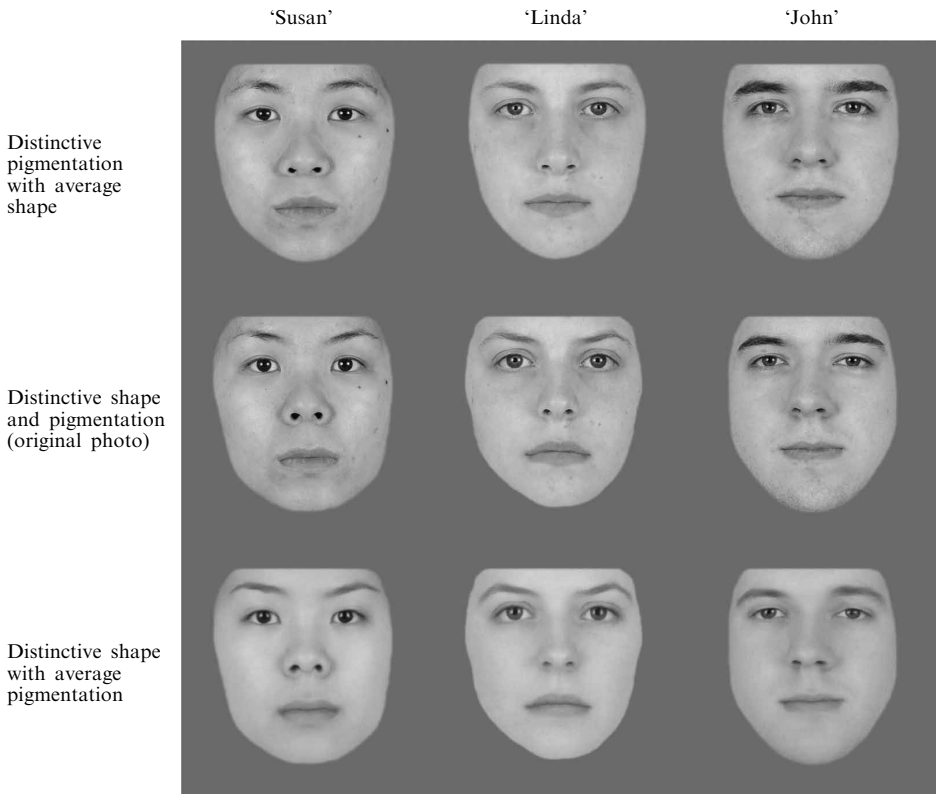 ‘Susan’ ‘Linda’ ‘John’
Distinctive
pigmentation
with average
shape
Distinctive shape
and pigmentation
(original photo)
Distinctive shape
with average
pigmentation